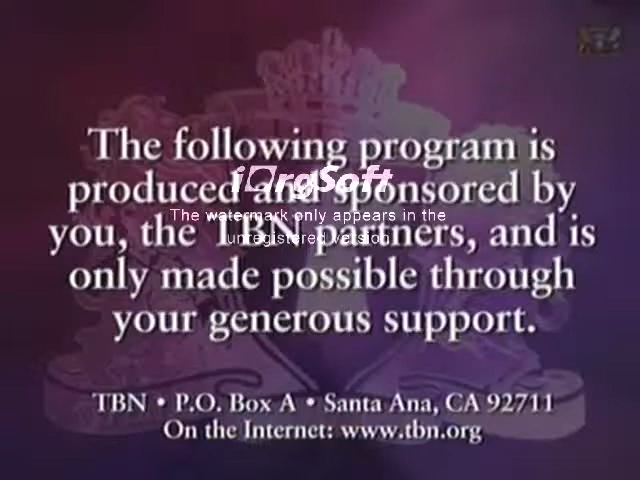 The following program is
produced and sponsored by
iOrgSoft
The watermark only appears in the
you, the TBN partners, and is
unregistered version
only made possible through
your generous support.
TBN • P.O. Box A • Santa Ana, CA 92711
On the Internet: www.tbn.org